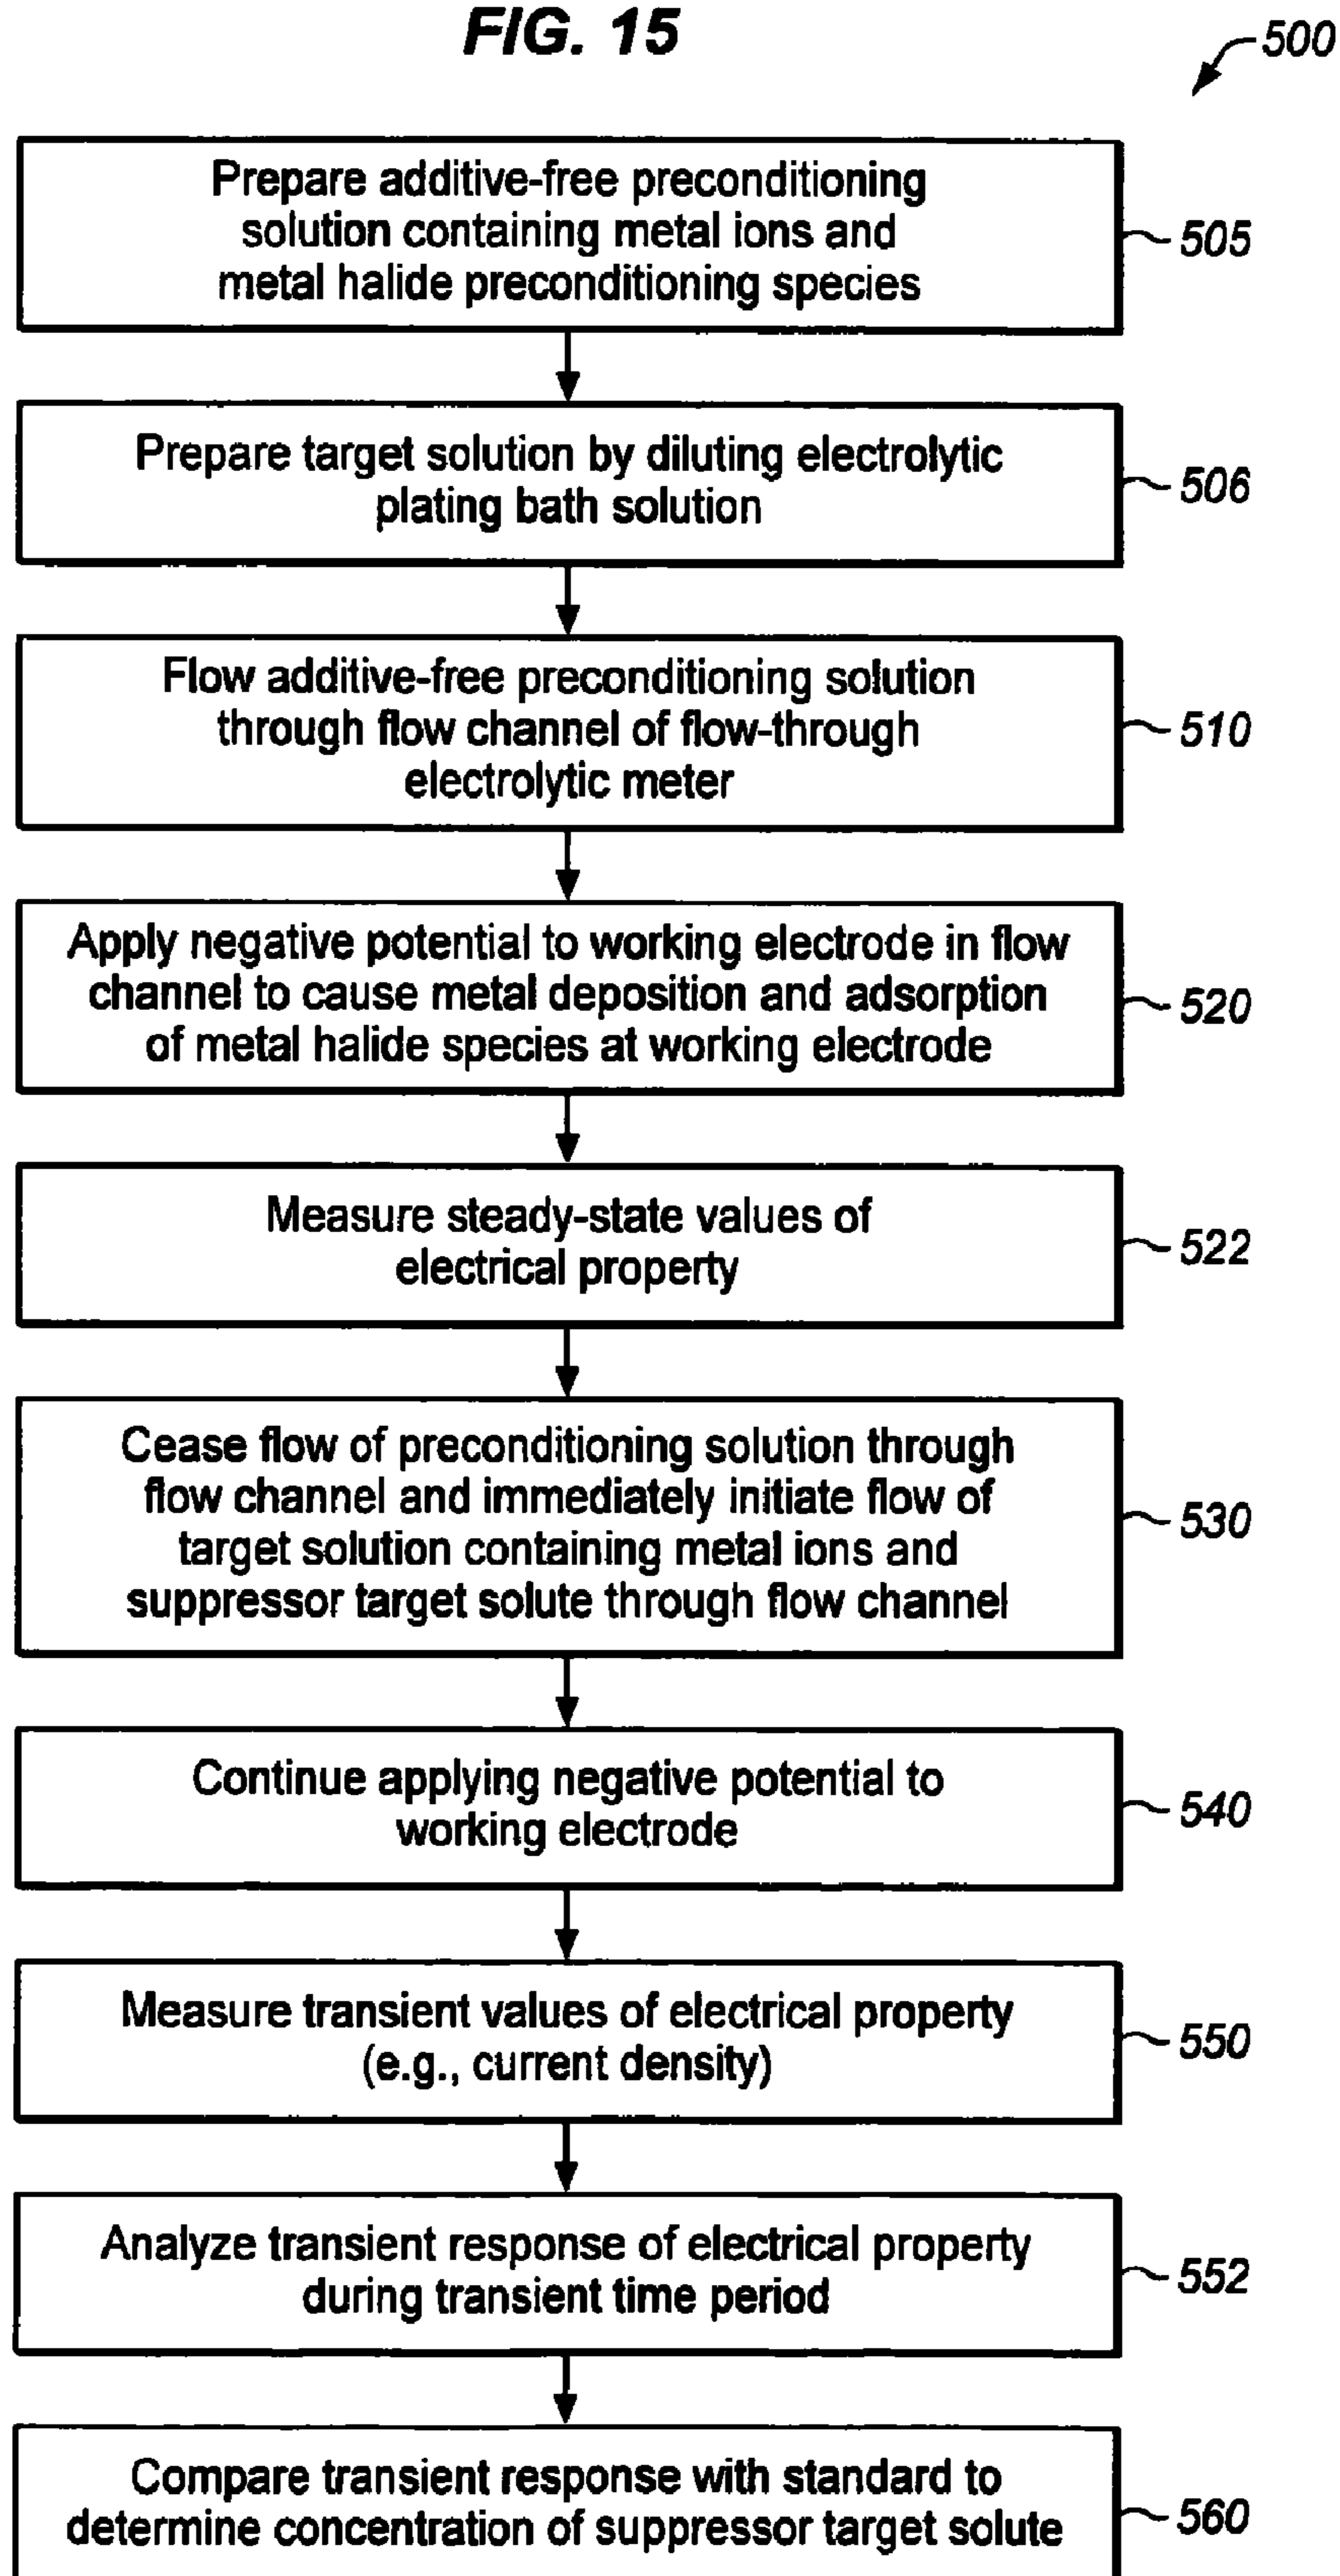 FIG. 15
500
Prepare additive-free preconditioning
solution containing metal ions and
metal halide preconditioning species
505
Prepare target solution by diluting electrolytic
plating bath solution
506
Flow additive-free preconditioning solution
through flow channel of flow-through
electrolytic meter
510
Apply negative potential to working electrode in flow
channel to cause metal deposition and adsorption
of metal halide species at working electrode
520
Measure steady-state values of
electrical property
522
Cease flow of preconditioning solution through
flow channel and immediately initiate flow of
target solution containing metal ions and
suppressor target solute through flow channel
530
Continue applying negative potential to
working electrode
540
Measure transient values of electrical property
(e.g., current density)
550
Analyze transient response of electrical property
during transient time period
552
Compare transient response with standard to
determine concentration of suppressor target solute
560